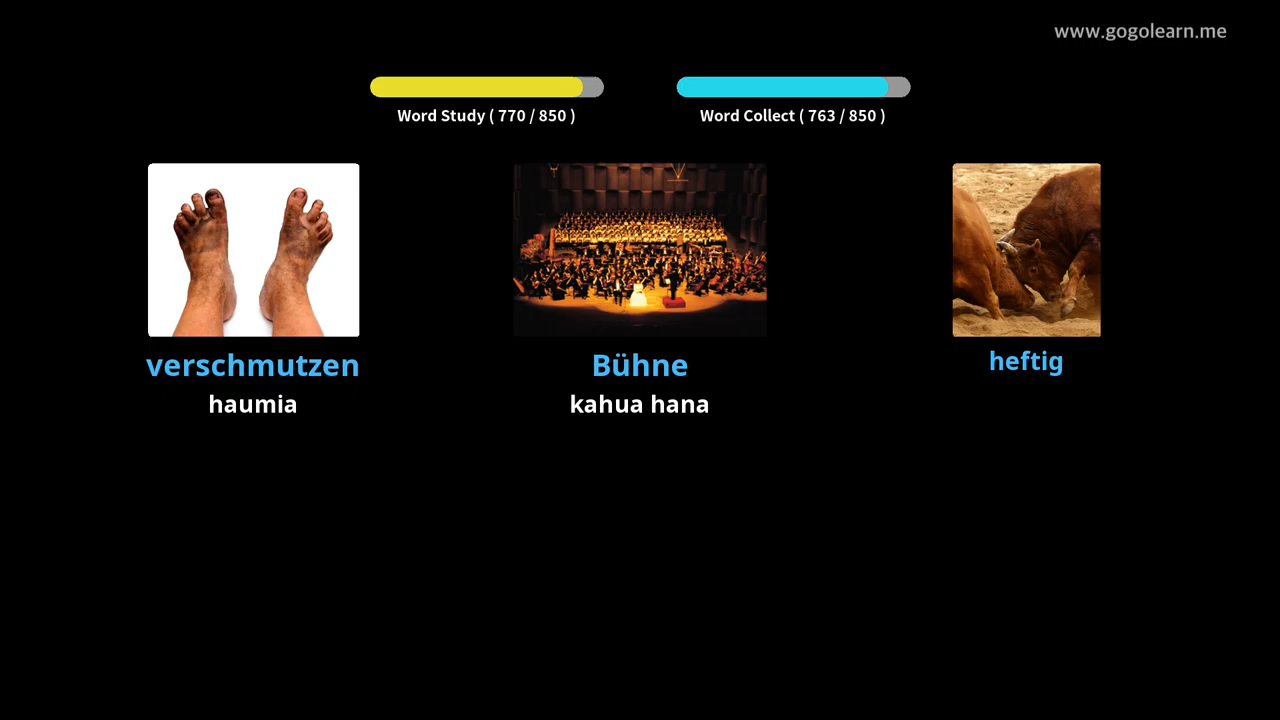 www.gogolearn.me
Word Study ( 770 / 850 )
Word Collect ( 763 / 850 )
verschmutzen
haumia
Bühne
kahua hana
heftig